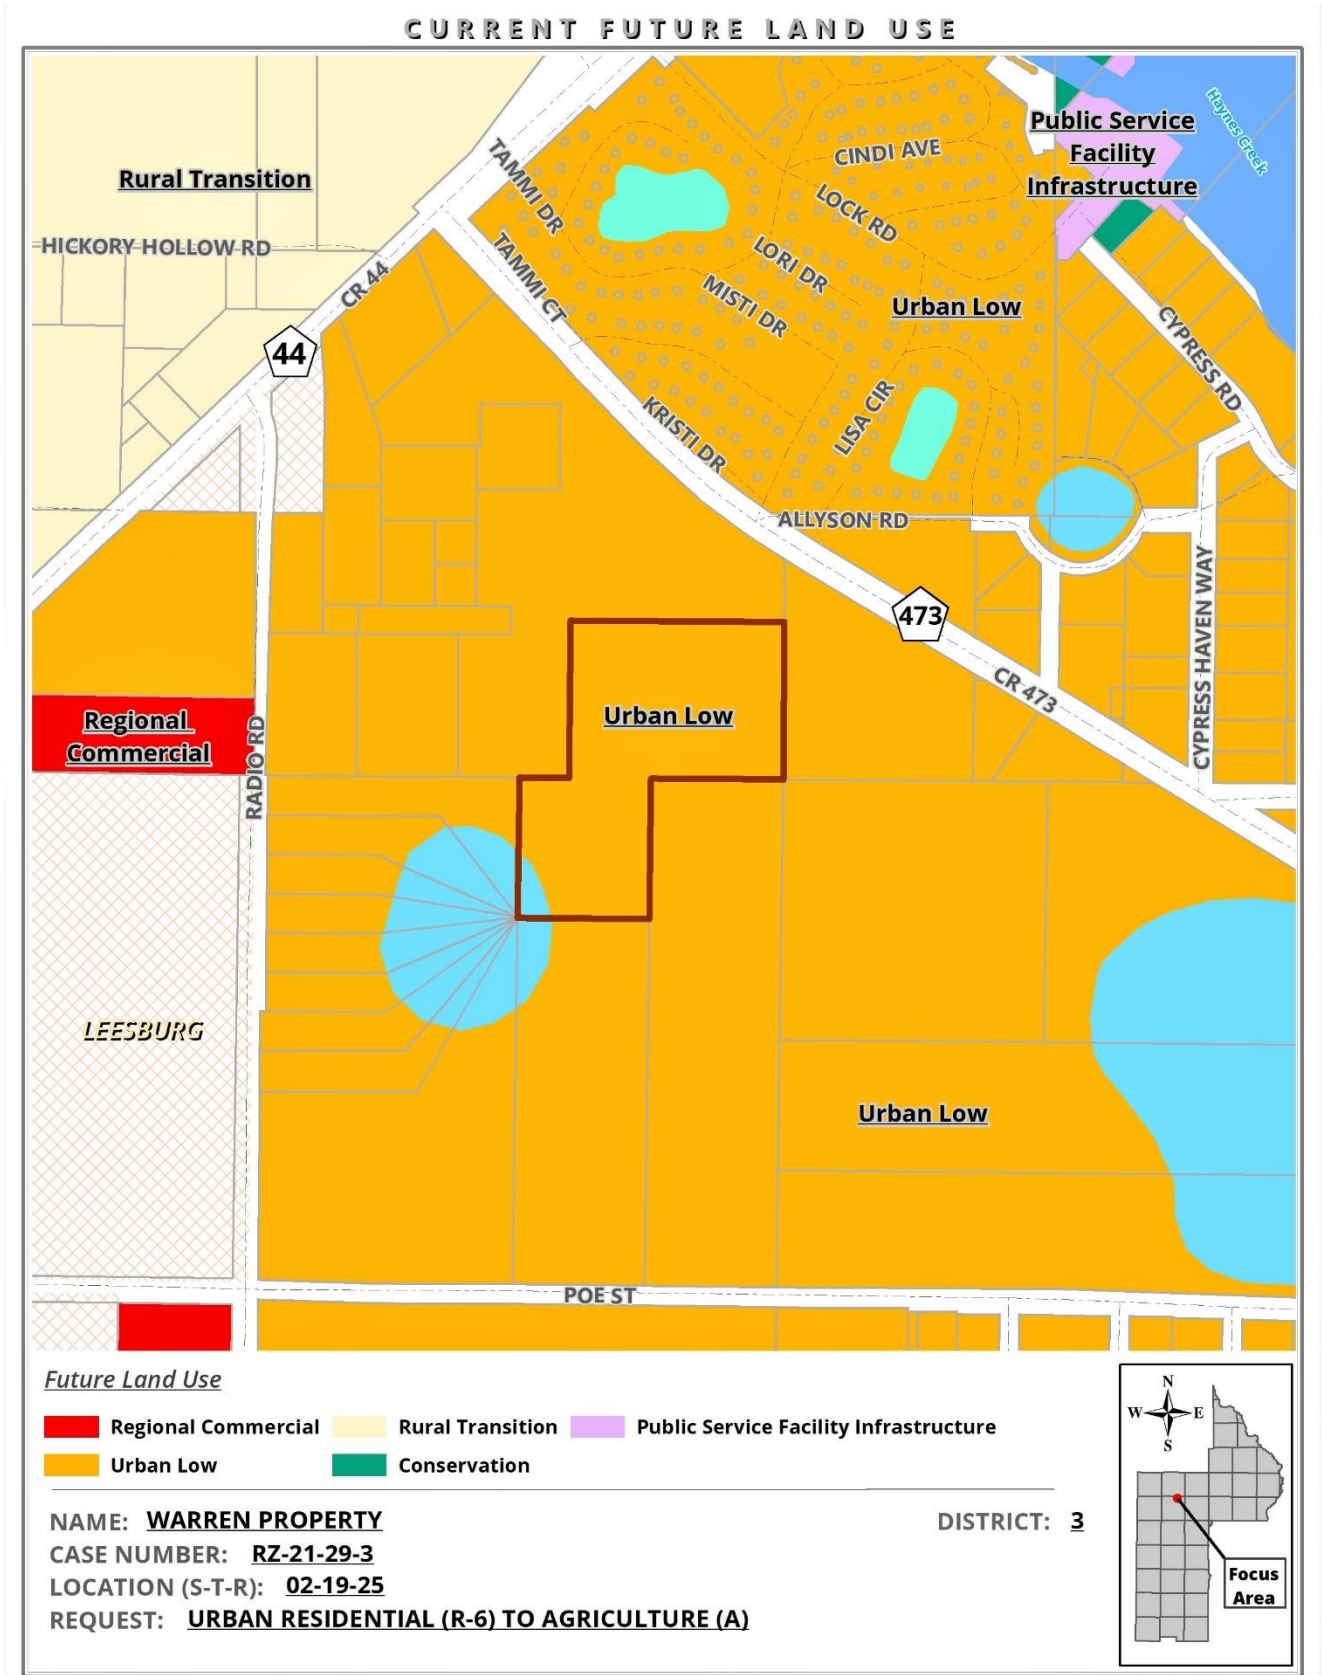 CURRENT FUTURE LAND USE
Rural Transition
HICKORY HOLLOW RD
CR 44
44
TAMMI DR
TAMMI CT
CINDI AVE
LOCK RD
LORI DR
MISTI DR
Urban Low
LISA CIR
KRISTI DR
ALLYSON RD
Public Service
Facility
Infrastructure
Haynes Creek
CYPRESS RD
CYPRESS HAVEN WAY
473
CR 473
Urban Low
Regional
Commercial
RADIO RD
LEESBURG
Urban Low
POE ST
Future Land Use
Regional Commercial
Rural Transition
Public Service Facility Infrastructure
Urban Low
Conservation
NAME: WARREN PROPERTY
DISTRICT: 3
CASE NUMBER: RZ-21-29-3
LOCATION (S-T-R): 02-19-25
REQUEST: URBAN RESIDENTIAL (R-6) TO AGRICULTURE (A)
N
W E
S
Focus
Area